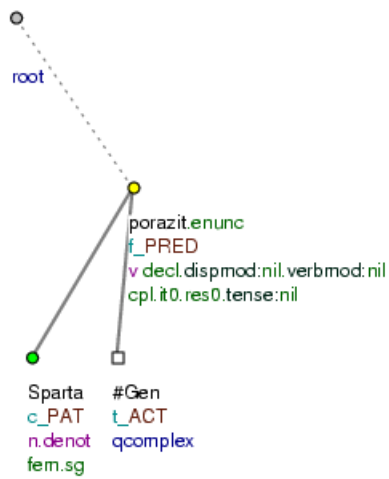 root
porazit.enunc
f_PRED
v decl.dispmod:nil.verbmod:nil
cpl.it0.res0.tense:nil
Sparta #Gen
c_PAT t_ACT
n.denot qcomplex
fem.sg